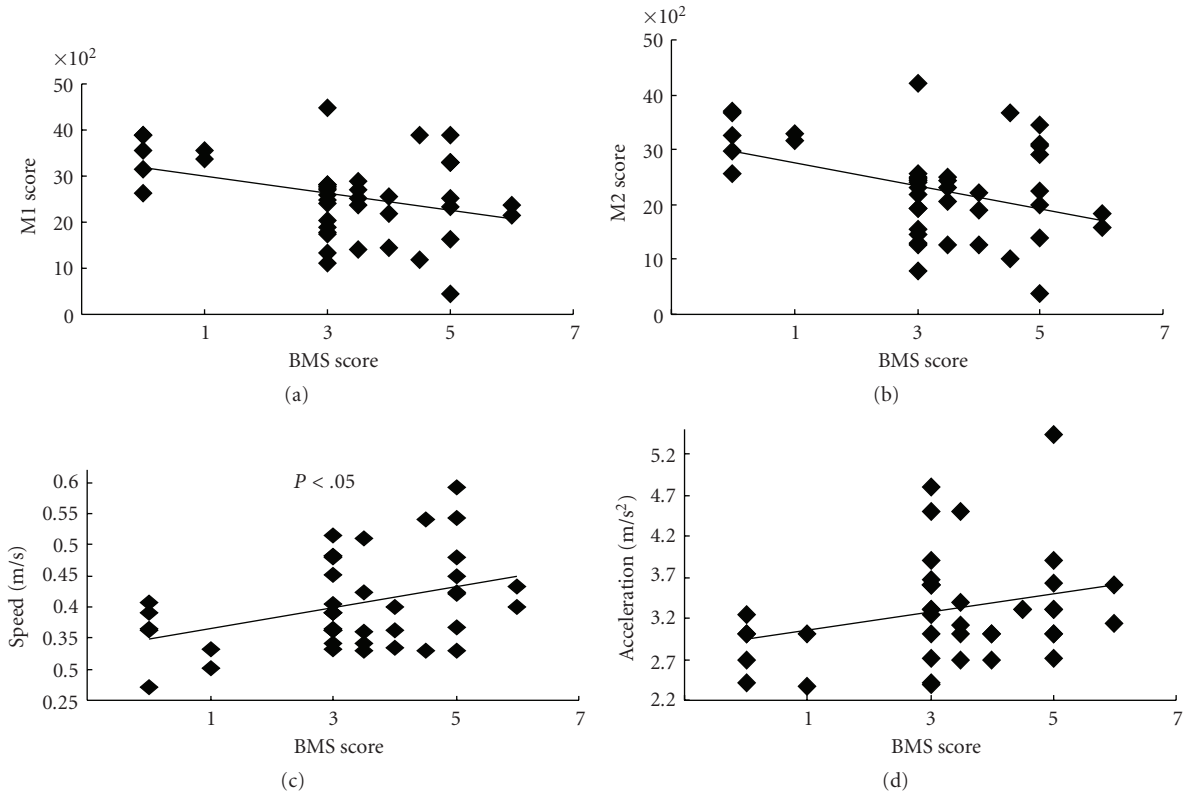 ×10²
50
40
30
20
10
0
M1 score
1 3 5 7
BMS score
(a)
×10²
50
40
30
20
10
0
M2 score
1 3 5 7
BMS score
(b)
0.6
0.55
0.5
0.45
0.4
0.35
0.5
0.25
Speed (m/s)
P < .05
1 3 5 7
BMS score
(c)
5.2
4.7
4.2
3.7
3.2
2.7
2.2
Acceleration (m/s²)
1 3 5 7
BMS score
(d)